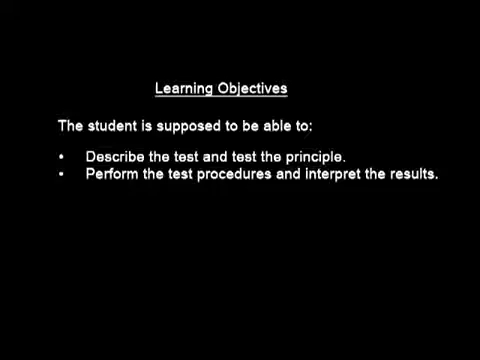 Learning Objectives
The student is supposed to be able to:
• Describe the test and test the principle.
• Perform the test procedures and interpret the results.